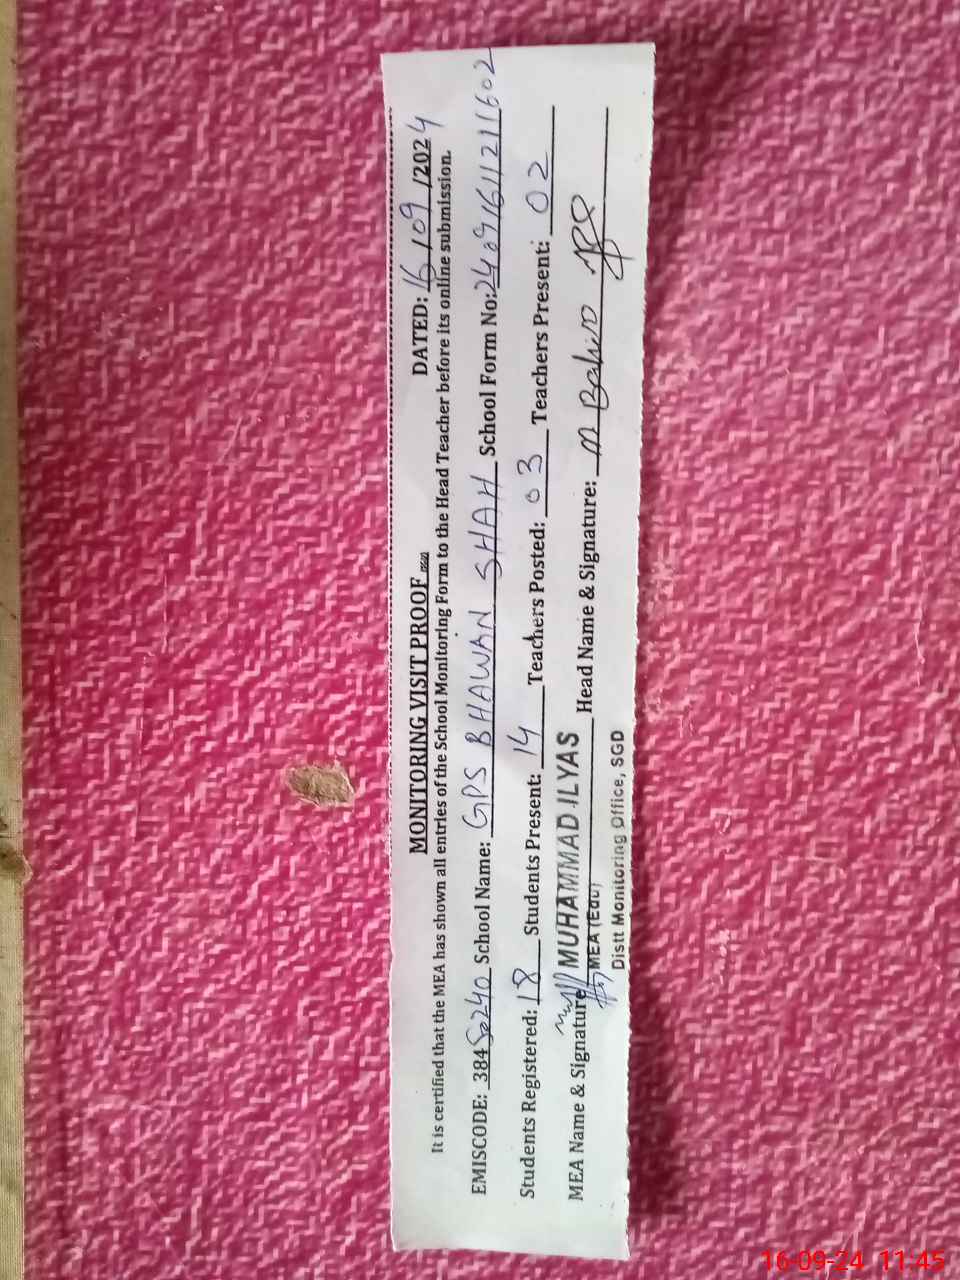 MONITORING VISIT PROOF DATED: 16/09/2024
It is certified that the MEA has shown all entries of the School Monitoring Form to the Head Teacher before its online submission.
EMISCODE: 384 School Name: GPS BHAWAN SHAH School Form No:
Students Registered: 18 Students Present: 14 Teachers Posted: 03 Teachers Present: 02
MEA Name & Signature MUHAMMAD ILYAS Head Name & Signature: M
MEA (Edu)
Distt Monitoring Office, SGD
16-09-24 11:45